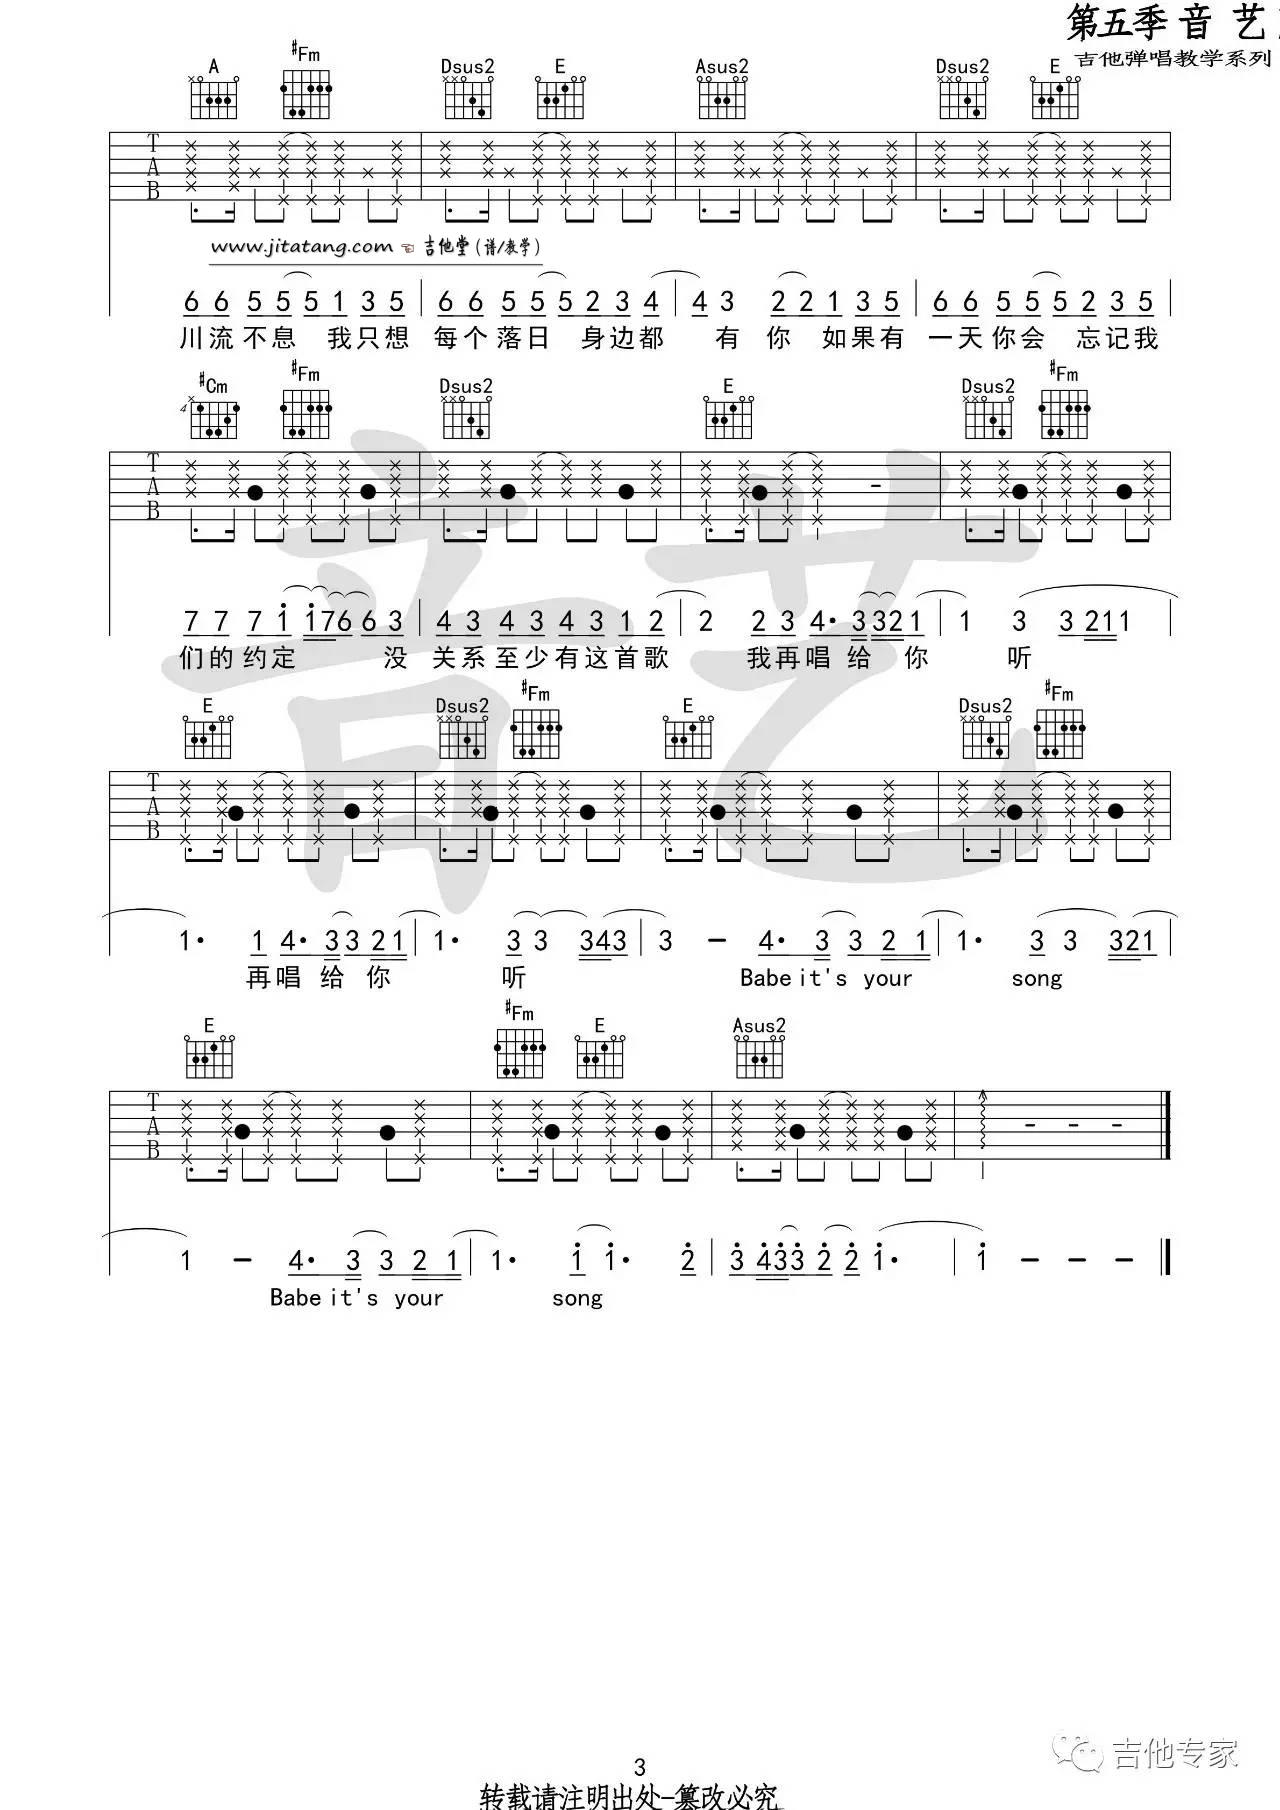 第五季 音 艺
吉他弹唱教学系列
A #Fm Dsus2 E Asus2 Dsus2 E
T
A
B
www.jitatang.com ☜ 吉他堂(谱/教学)
6 6 5 5 5 1 3 5 6 6 5 5 5 2 3 4 4 3 2 2 1 3 5 6 6 5 5 5 2 3 5
川流不息 我只想 每个落日 身边都 有 你 如果有 一天你会 忘记我
#Cm #Fm Dsus2 E Dsus2 #Fm
4
T
A
B
7 7 7 1 1 7 6 6 3 4 3 4 3 4 3 1 2 2 2 3 4· 3 3 2 1 1 3 3 2 1 1
们的约定 没 关系至少有这首歌 我再唱 给 你 听
E Dsus2 #Fm E Dsus2 #Fm
T
A
B
1· 1 4· 3 3 2 1 1· 3 3 3 4 3 3 – 4· 3 3 2 1 1· 3 3 3 2 1
再唱 给 你 听 Babe it's your song
E #Fm E Asus2
T
A
B
1 – 4· 3 3 2 1 1· 1 1· 2 3 4 3 3 2 2 1· 1 – – –
Babe it's your song
吉他专家
3
转载请注明出处-篡改必究